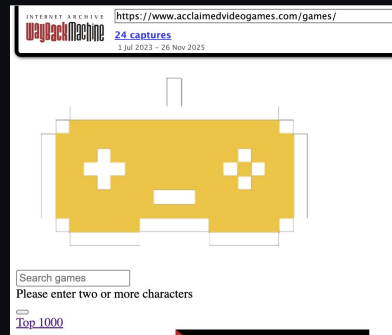 INTERNET ARCHIVE
WayBackMachine
https://www.acclaimedvideogames.com/games/
24 captures
1 Jul 2023 – 26 Nov 2025
Search games
Please enter two or more characters
Top 1000